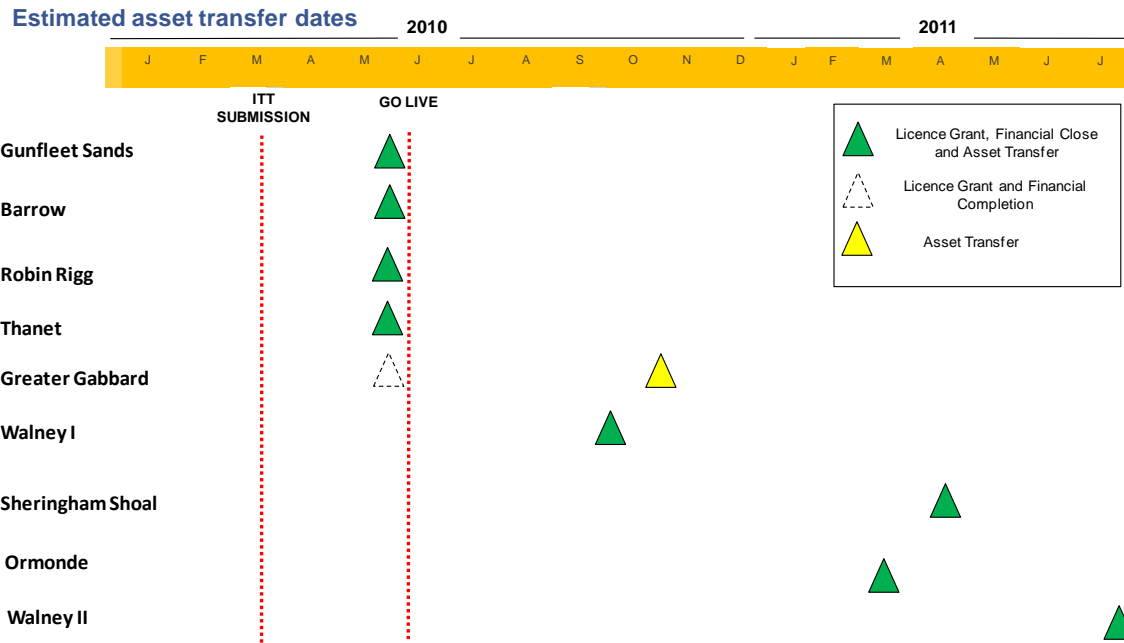 Estimated asset transfer dates
2010
2011
J F M A M J J A S O N D J F M A M J J
ITT
SUBMISSION
GO LIVE
Licence Grant, Financial Close
and Asset Transfer
Licence Grant and Financial
Completion
Asset Transfer
Gunfleet Sands
Barrow
Robin Rigg
Thanet
Greater Gabbard
Walney I
Sheringham Shoal
Ormonde
Walney II